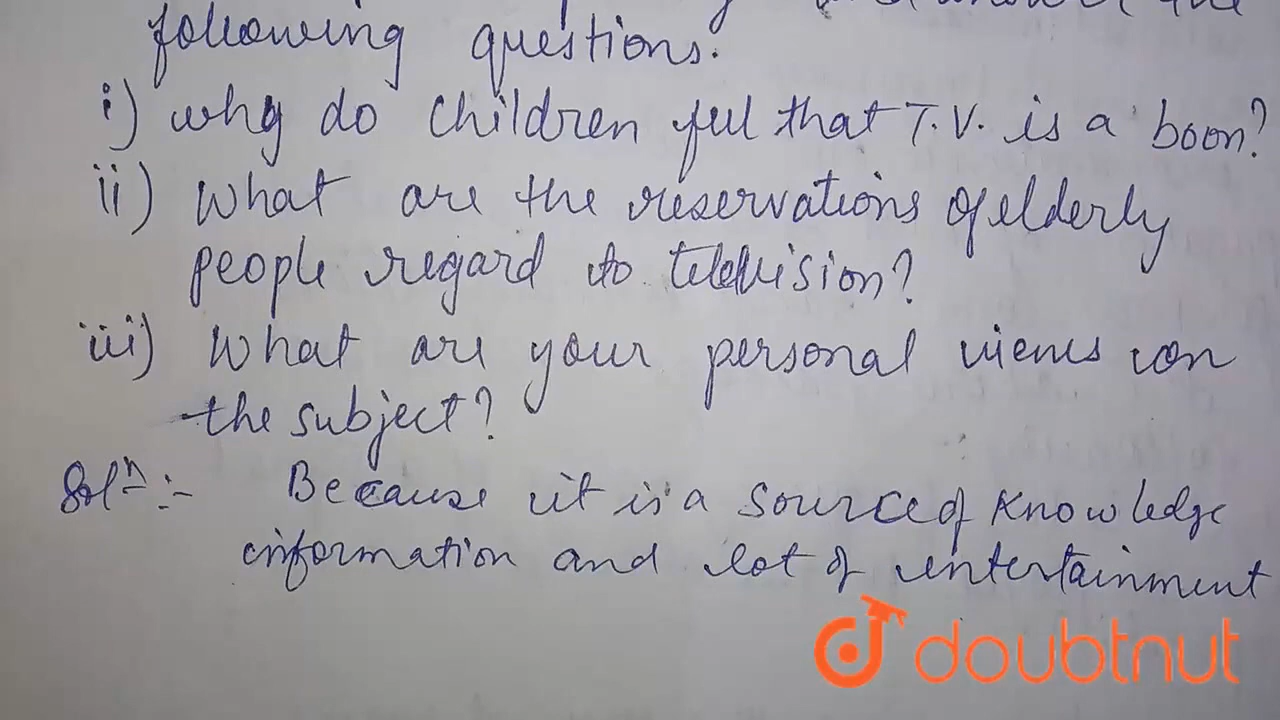 the
following questions.
i) why do children feel that T.V. is a boon?
ii) What are the reservations of elderly
people regard to television?
iii) What are your personal views on
the subject?
Solⁿ :- Because it is a source of knowledge
information and lot of entertainment
doubtnut